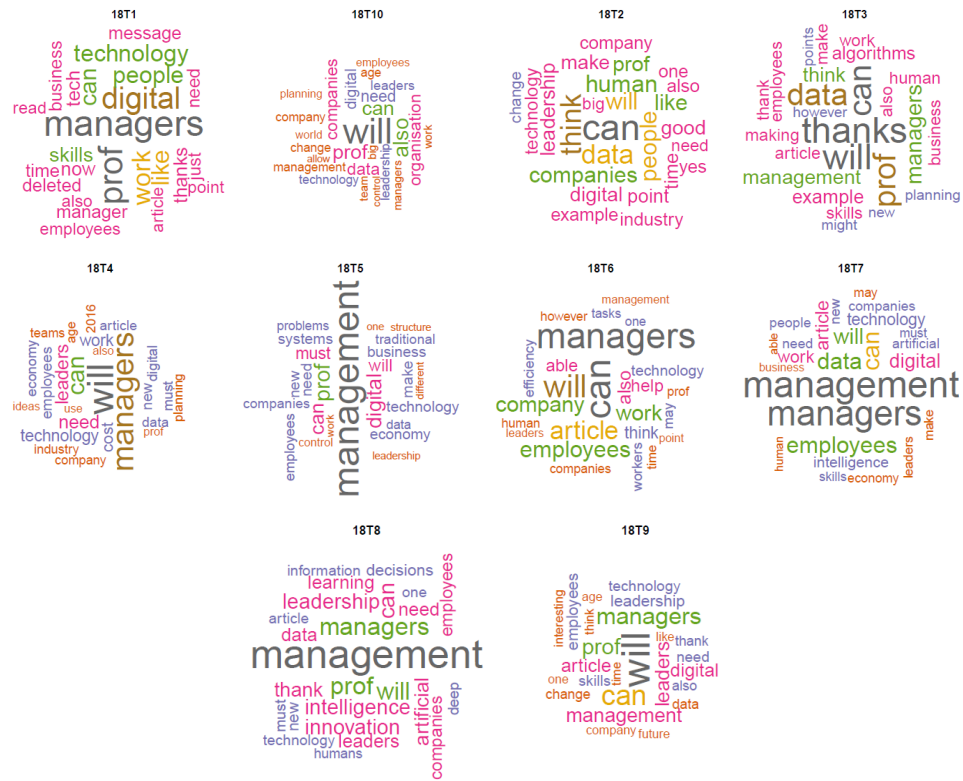 18T1
message
technology
people
digital
can
tech
business
read
need
managers
prof
skills
time
now
deleted
also
manager
employees
work
like
article
thanks
just
point
18T10
employees
age
digital
leaders
need
companies
planning
can
company
will
world
also
organisation
work
change
allow
prof
big
management
data
leadership
technology
team
control
managers
18T2
company
make
prof
human
one
also
change
technology
leadership
think
big
will
like
can
people
good
need
data
time
yes
companies
digital
point
example
industry
18T3
points
make
work
algorithms
thank
employees
think
can
human
data
also
managers
business
however
making
thanks
article
will
management
prof
example
planning
skills
new
might
18T4
teams
age
2016
article
work
also
economy
employees
leaders
can
will
managers
new
digital
must
planning
ideas
use
need
data
technology
cost
prof
industry
company
18T5
problems
one
structure
systems
traditional
must
business
management
will
new
need
prof
digital
make
different
companies
can
work
technology
employees
control
data
economy
leadership
18T6
management
however
tasks
one
managers
able
efficiency
will
can
also
technology
help
prof
company
work
may
human
leaders
article
think
point
employees
workers
time
companies
18T7
may
companies
new
technology
people
article
able
need
will
can
must
artificial
work
data
digital
business
management
managers
make
employees
human
intelligence
leaders
skills
economy
18T8
information
decisions
learning
one
employees
leadership
can
need
article
data
managers
management
thank
prof
will
artificial
deep
must
new
intelligence
companies
innovation
technology
leaders
humans
18T9
technology
age
leadership
interesting
employees
think
managers
like
thank
prof
will
need
article
leaders
digital
skills
time
also
one
change
can
data
management
company
future